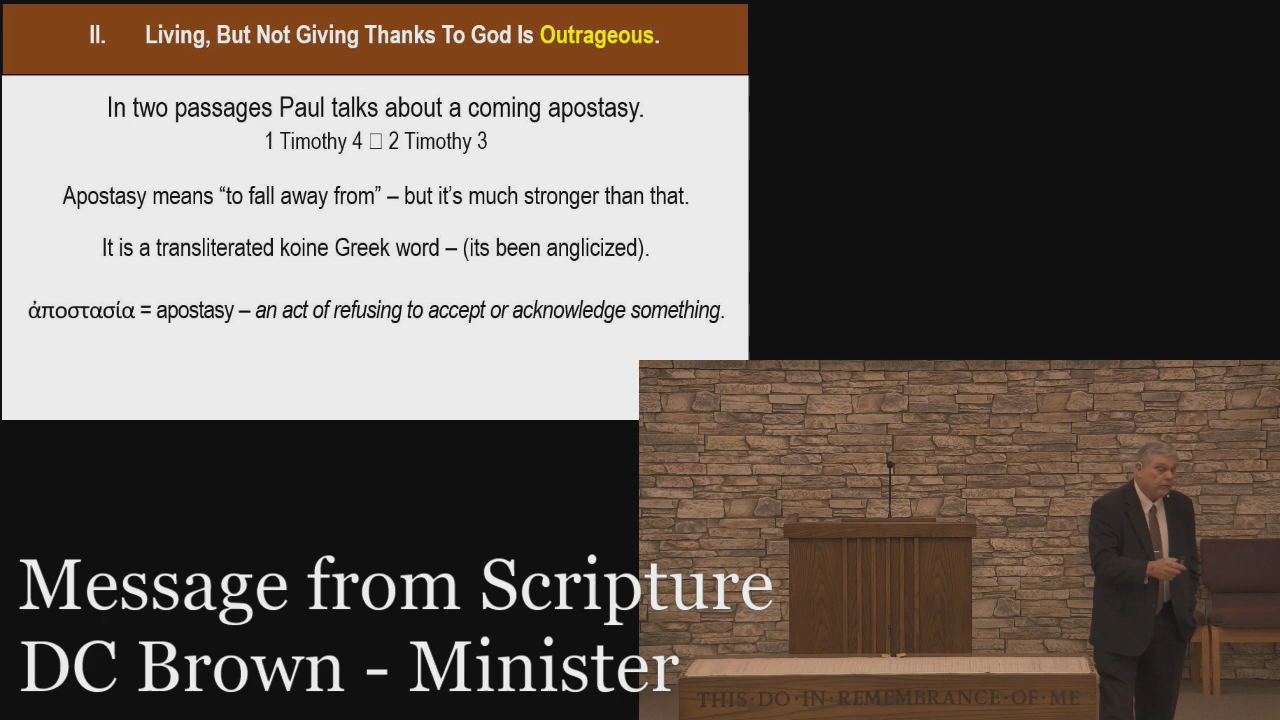 II. Living, But Not Giving Thanks To God Is Outrageous.
In two passages Paul talks about a coming apostasy.
1 Timothy 4 □ 2 Timothy 3
Apostasy means “to fall away from” – but it’s much stronger than that.
It is a transliterated koine Greek word – (its been anglicized).
ἀποστασία = apostasy – an act of refusing to accept or acknowledge something.
Message from Scripture
DC Brown - Minister
THIS·DO·IN·REMEMBRANCE·OF·ME